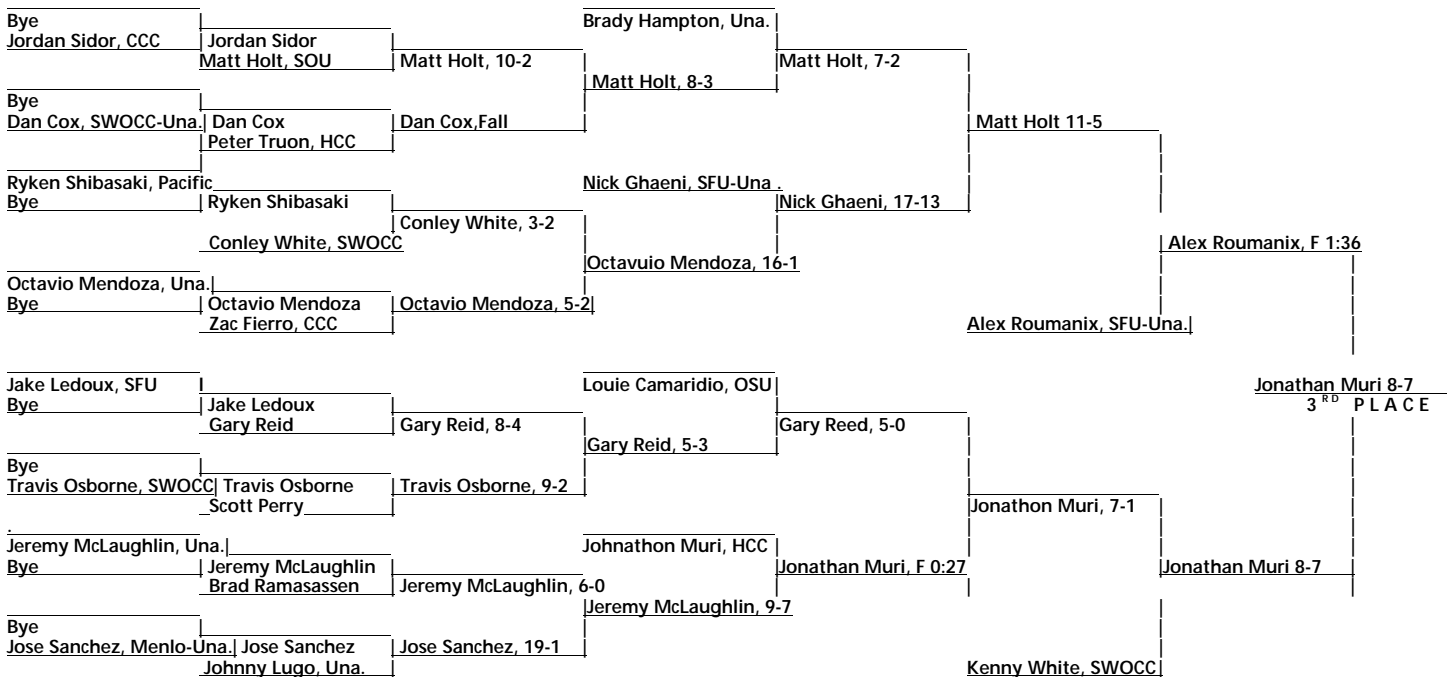 Bye Brady Hampton, Una.
Jordan Sidor, CCC Jordan Sidor
Matt Holt, SOU Matt Holt, 10-2 Matt Holt, 7-2
Matt Holt, 8-3
Bye
Dan Cox, SWOCC-Una. Dan Cox Dan Cox,Fall Matt Holt 11-5
Peter Truon, HCC
Ryken Shibasaki, Pacific Nick Ghaeni, SFU-Una .
Bye Ryken Shibasaki Nick Ghaeni, 17-13
Conley White, 3-2
Conley White, SWOCC Alex Roumanix, F 1:36
Octavuio Mendoza, 16-1
Octavio Mendoza, Una.
Bye Octavio Mendoza Octavio Mendoza, 5-2
Zac Fierro, CCC Alex Roumanix, SFU-Una.
Jake Ledoux, SFU Louie Camaridio, OSU Jonathan Muri 8-7
Bye Jake Ledoux 3RD PLACE
Gary Reid Gary Reid, 8-4 Gary Reed, 5-0
Gary Reid, 5-3
Bye
Travis Osborne, SWOCC Travis Osborne Travis Osborne, 9-2
Scott Perry Jonathon Muri, 7-1
.
Jeremy McLaughlin, Una. Johnathon Muri, HCC
Bye Jeremy McLaughlin Jonathan Muri, F 0:27 Jonathan Muri 8-7
Brad Ramasassen Jeremy McLaughlin, 6-0
Jeremy McLaughlin, 9-7
Bye
Jose Sanchez, Menlo-Una. Jose Sanchez Jose Sanchez, 19-1
Johnny Lugo, Una. Kenny White, SWOCC